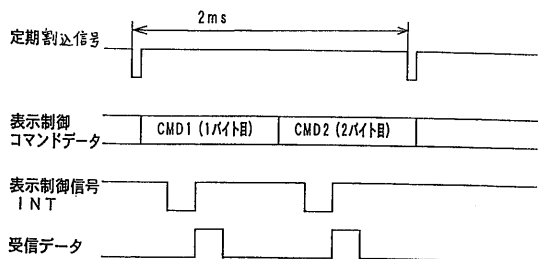 2ms
定期割込信号
表示制御
コマンドデータ
CMD1 (1バイト目)
CMD2 (2バイト目)
表示制御信号
INT
受信データ